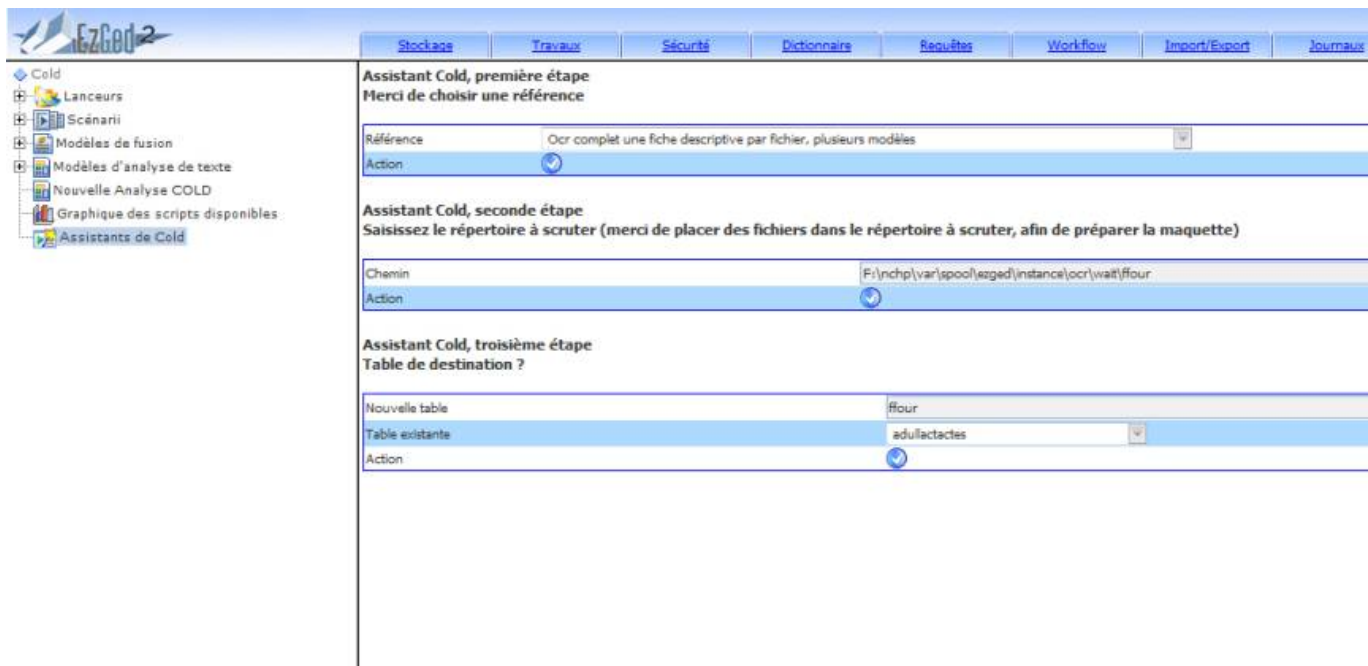 EzGed2
Stockage Travaux Sécurité Dictionnaire Requêtes Workflow Import/Export Journaux
Cold
Lanceurs
Scénarii
Modèles de fusion
Modèles d'analyse de texte
Nouvelle Analyse COLD
Graphique des scripts disponibles
Assistants de Cold
Assistant Cold, première étape
Merci de choisir une référence
Référence Ocr complet une fiche descriptive par fichier, plusieurs modèles
Action
Assistant Cold, seconde étape
Saisissez le répertoire à scruter (merci de placer des fichiers dans le répertoire à scruter, afin de préparer la maquette)
Chemin F:\nchp\var\spool\ezged\instance\ocr\wait\ffour
Action
Assistant Cold, troisième étape
Table de destination ?
Nouvelle table ffour
Table existante adullactactes
Action